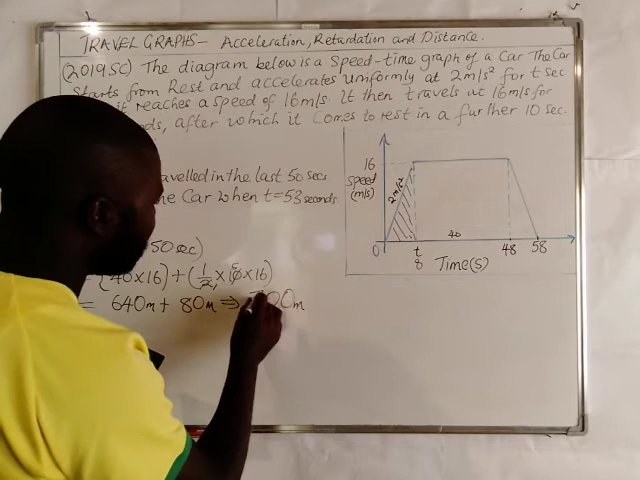 TRAVEL GRAPHS- Acceleration, Retardation and Distance.
(2019SC) The diagram below is a Speed-time graph of a Car The Car
Starts from Rest and accelerates uniformly at 2m/s² for t sec
reaches a speed of 16m/s. It then travels at 16m/s for
, after which it Comes to rest in a further 10 sec.
avelled in the last 50 secs
Car when t=53 seconds
50 sec)
(40 x 16) + (1/2 x 10 x 16)
= 640m + 80m ⇒ 00m
16
Speed
(m/s)
2m/s²
40
0
t
8
48
58
Time(s)